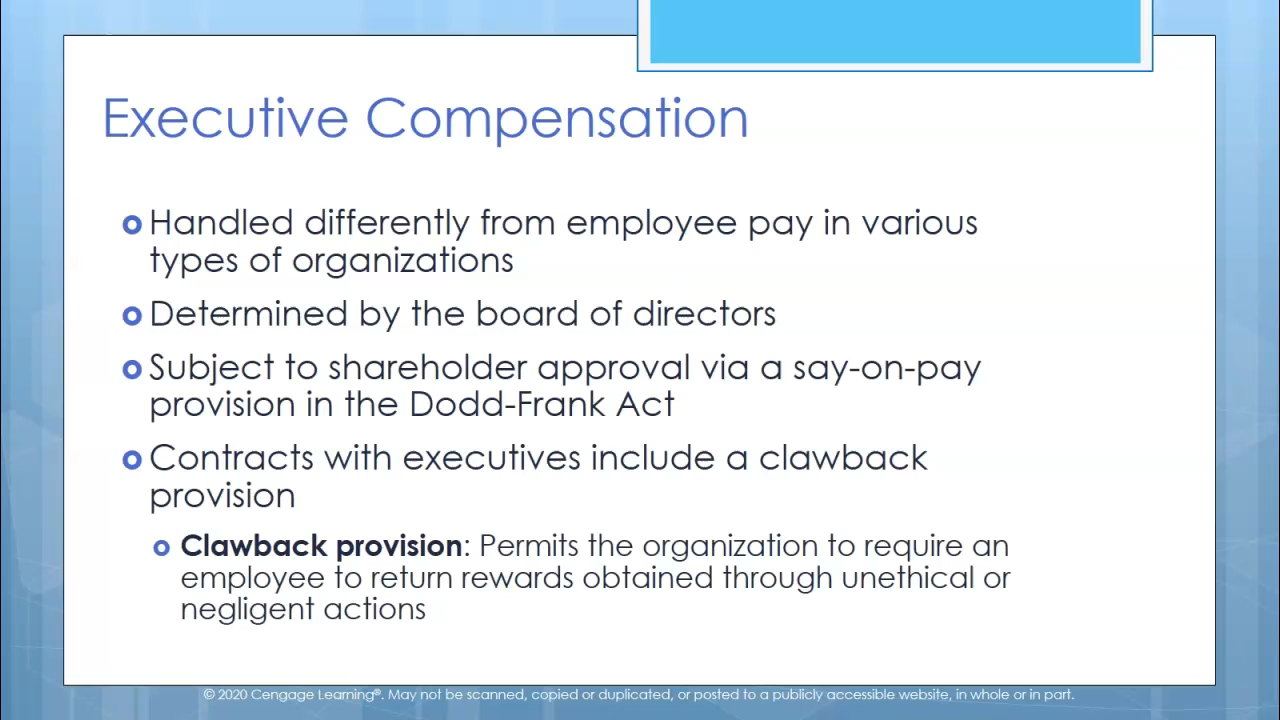 Executive Compensation
Handled differently from employee pay in various
types of organizations
Determined by the board of directors
Subject to shareholder approval via a say-on-pay
provision in the Dodd-Frank Act
Contracts with executives include a clawback
provision
Clawback provision: Permits the organization to require an
employee to return rewards obtained through unethical or
negligent actions
© 2020 Cengage Learning®. May not be scanned, copied or duplicated, or posted to a publicly accessible website, in whole or in part.